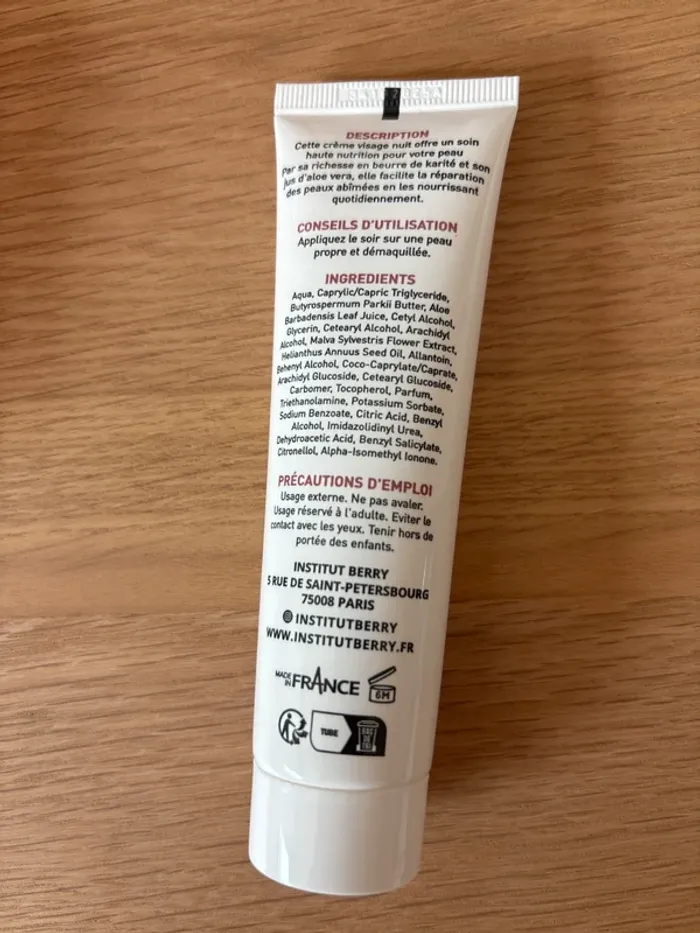 DESCRIPTION
Cette crème visage nuit offre un soin
haute nutrition pour votre peau
Par sa richesse en beurre de karité et son
jus d'aloe vera, elle facilite la réparation
des peaux abîmées en les nourrissant
quotidiennement.
CONSEILS D'UTILISATION
Appliquez le soir sur une peau
propre et démaquillée.
INGREDIENTS
Aqua, Caprylic/Capric Triglyceride,
Butyrospermum Parkii Butter, Aloe
Barbadensis Leaf Juice, Cetyl Alcohol,
Glycerin, Cetearyl Alcohol, Arachidyl
Alcohol, Malva Sylvestris Flower Extract,
Helianthus Annuus Seed Oil, Allantoin,
Behenyl Alcohol, Coco-Caprylate/Caprate,
Arachidyl Glucoside, Cetearyl Glucoside,
Carbomer, Tocopherol, Parfum,
Triethanolamine, Potassium Sorbate,
Sodium Benzoate, Citric Acid, Benzyl
Alcohol, Imidazolidinyl Urea,
Dehydroacetic Acid, Benzyl Salicylate,
Citronellol, Alpha-Isomethyl Ionone.
PRÉCAUTIONS D'EMPLOI
Usage externe. Ne pas avaler.
Usage réservé à l'adulte. Eviter le
contact avec les yeux. Tenir hors de
portée des enfants.
INSTITUT BERRY
5 RUE DE SAINT-PETERSBOURG
75008 PARIS
INSTITUTBERRY
WWW.INSTITUTBERRY.FR
MADE IN FRANCE
6M
TUBE
BAC DE TRI